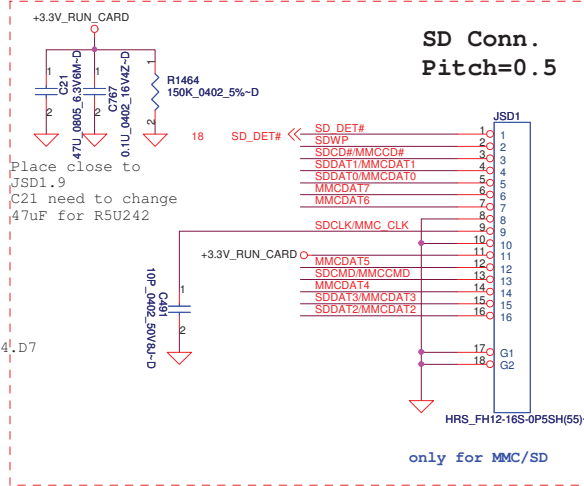 +3.3V_RUN_CARD
SD Conn.
Pitch=0.5
1
1
1
C21
47U_0805_6.3V6M~D
C767
0.1U_0402_16V4Z~D
R1464
150K_0402_5%~D
2
2
2
JSD1
18 SD_DET# SD_DET# 1 1
SDWP 2 2
SDCD#/MMCCD# 3 3
SDDAT1/MMCDAT1 4 4
SDDAT0/MMCDAT0 5 5
MMCDAT7 6 6
MMCDAT6 7 7
8 8
SDCLK/MMC_CLK 9 9
10 10
+3.3V_RUN_CARD 11 11
MMCDAT5 12 12
SDCMD/MMCCMD 13 13
MMCDAT4 14 14
SDDAT3/MMCDAT3 15 15
SDDAT2/MMCDAT2 16 16
17 G1
18 G2
Place close to
JSD1.9
C21 need to change
47uF for R5U242
1
C491
10P_0402_50V8J~D
2
4.D7
HRS_FH12-16S-0P5SH(55)~
only for MMC/SD